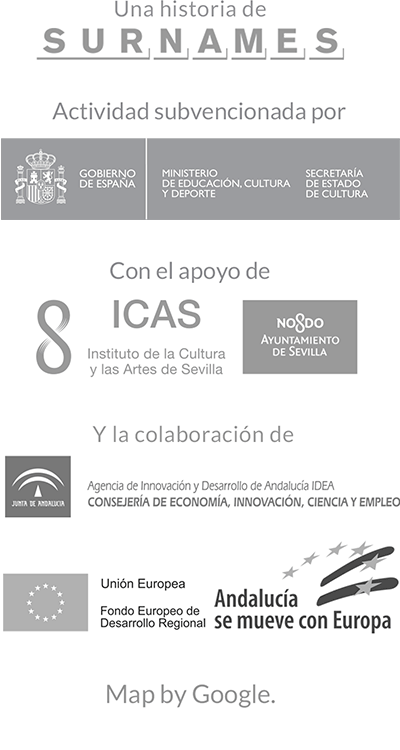 Una historia de
SURNAMES
Actividad subvencionada por
GOBIERNO
DE ESPAÑA
MINISTERIO
DE EDUCACIÓN, CULTURA
Y DEPORTE
SECRETARÍA
DE ESTADO
DE CULTURA
Con el apoyo de
ICAS
Instituto de la Cultura
y las Artes de Sevilla
NO8DO
AYUNTAMIENTO
DE SEVILLA
Y la colaboración de
JUNTA DE ANDALUCIA
Agencia de Innovación y Desarrollo de Andalucía IDEA
CONSEJERÍA DE ECONOMÍA, INNOVACIÓN, CIENCIA Y EMPLEO
Unión Europea
Fondo Europeo de
Desarrollo Regional
Andalucía
se mueve con Europa
Map by Google.